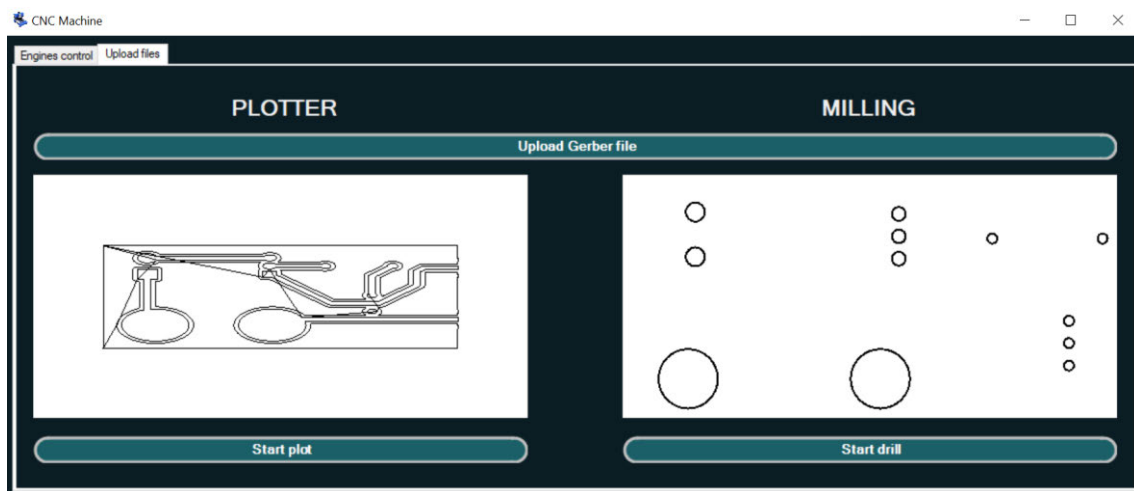 CNC Machine
Engines control
Upload files
PLOTTER
MILLING
Upload Gerber file
Start plot
Start drill